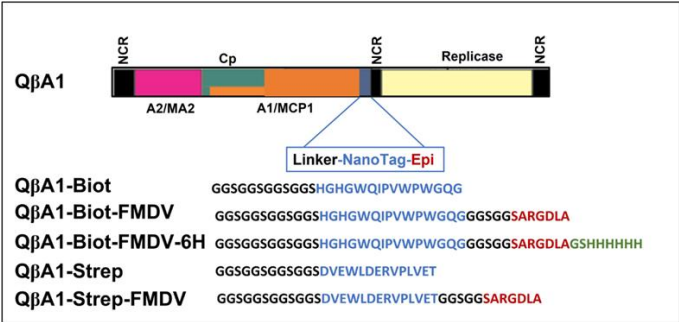 NCR Cp NCR Replicase NCR
QβA1
A2/MA2 A1/MCP1
Linker-NanoTag-Epi
QβA1-Biot GGSGGSGGSGGSHGHGWQIPVWPWGQG
QβA1-Biot-FMDV GGSGGSGGSGGSHGHGWQIPVWPWGQGGGSGGSARGDLA
QβA1-Biot-FMDV-6H GGSGGSGGSGGSHGHGWQIPVWPWGQGGGSGGSARGDLAGSHHHHHH
QβA1-Strep GGSGGSGGSGGSDVEWLDERVPLVET
QβA1-Strep-FMDV GGSGGSGGSGGSDVEWLDERVPLVETGGSGGSARGDLA